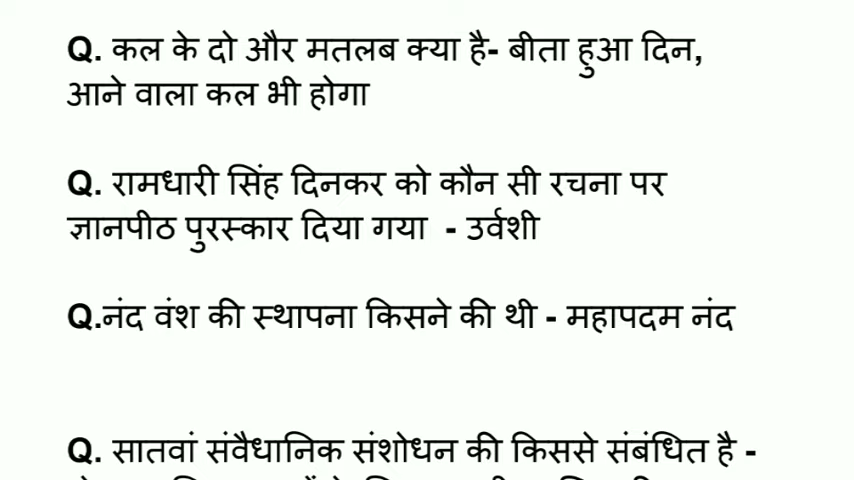 Q. कल के दो और मतलब क्या है- बीता हुआ दिन,
आने वाला कल भी होगा
Q. रामधारी सिंह दिनकर को कौन सी रचना पर
ज्ञानपीठ पुरस्कार दिया गया - उर्वशी
Q.नंद वंश की स्थापना किसने की थी - महापदम नंद
Q. सातवां संवैधानिक संशोधन की किससे संबंधित है -